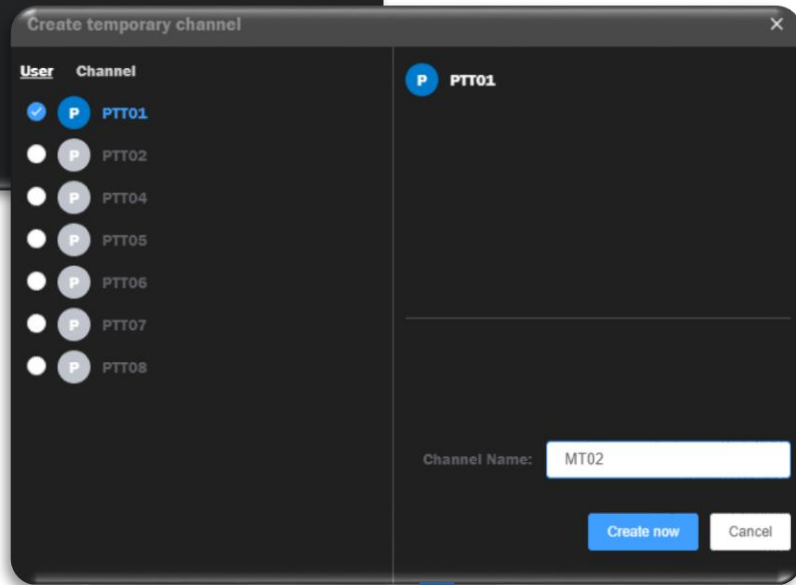 Create temporary channel
User Channel
P PTT01
P PTT02
P PTT04
P PTT05
P PTT06
P PTT07
P PTT08
P PTT01
Channel Name: MT02
Create now Cancel